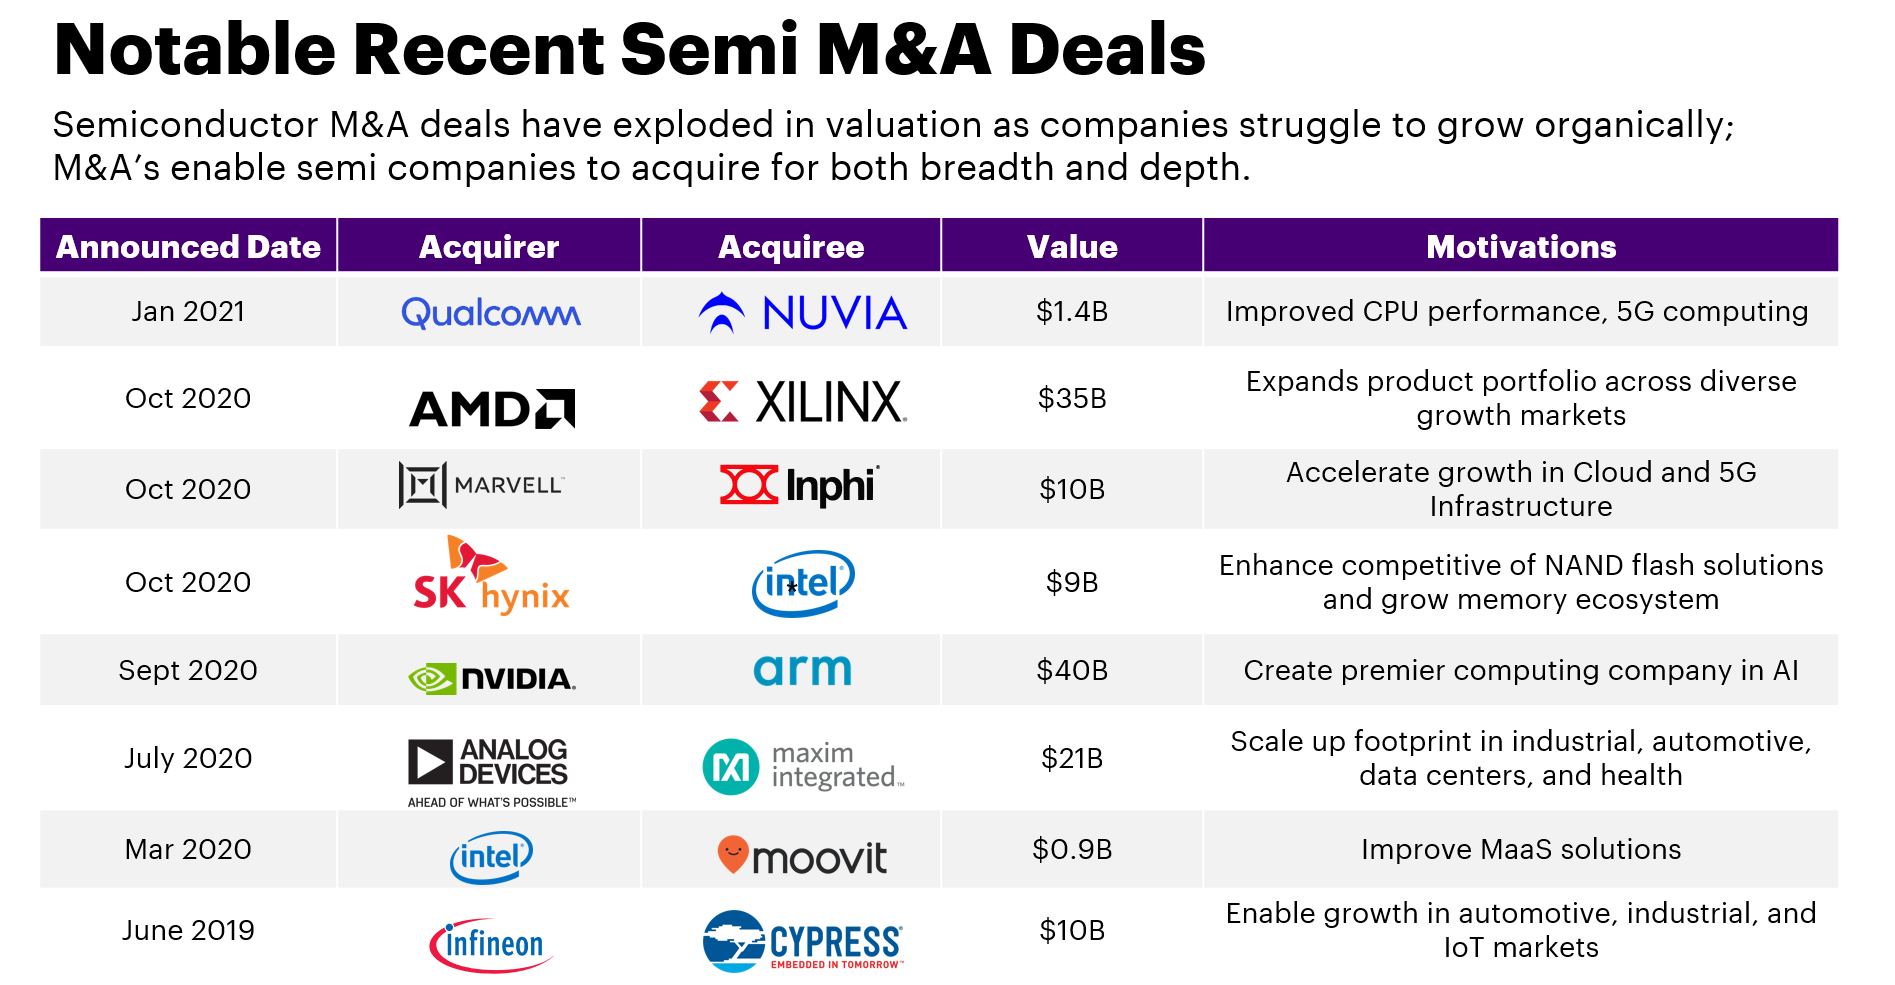 Notable Recent Semi M&A Deals
Semiconductor M&A deals have exploded in valuation as companies struggle to grow organically;
M&A’s enable semi companies to acquire for both breadth and depth.
Announced Date Acquirer Acquiree Value Motivations
Jan 2021 Qualcomm NUVIA $1.4B Improved CPU performance, 5G computing
Oct 2020 AMD XILINX® $35B Expands product portfolio across diverse
growth markets
Oct 2020 MARVELL™ Inphi® $10B Accelerate growth in Cloud and 5G
Infrastructure
Oct 2020 SK hynix intel® * $9B Enhance competitive of NAND flash solutions
and grow memory ecosystem
Sept 2020 NVIDIA® arm $40B Create premier computing company in AI
July 2020 ANALOG
DEVICES
AHEAD OF WHAT'S POSSIBLE™
maxim
integrated™
$21B Scale up footprint in industrial, automotive,
data centers, and health
Mar 2020 intel® moovit $0.9B Improve MaaS solutions
June 2019 infineon CYPRESS®
EMBEDDED IN TOMORROW™
$10B Enable growth in automotive, industrial, and
IoT markets